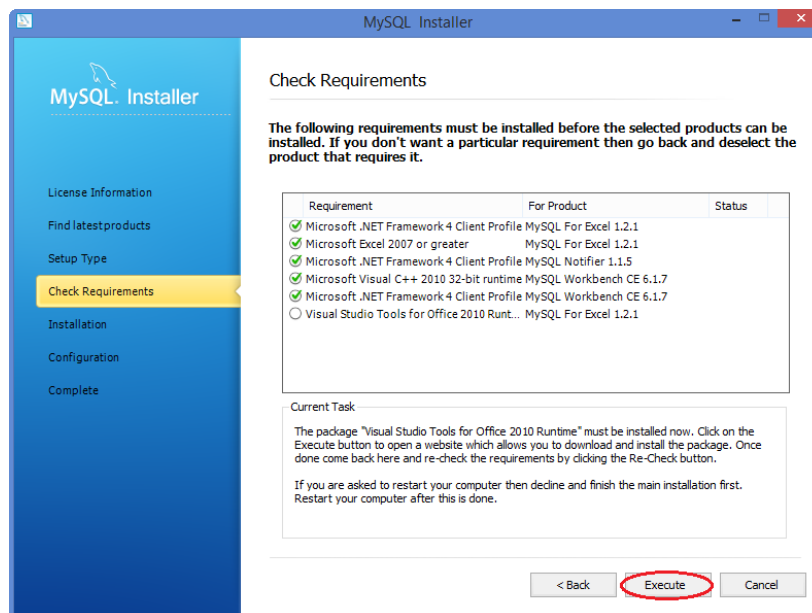 MySQL Installer
MySQL. Installer
License Information
Find latest products
Setup Type
Check Requirements
Installation
Configuration
Complete
Check Requirements
The following requirements must be installed before the selected products can be
installed. If you don't want a particular requirement then go back and deselect the
product that requires it.
Requirement For Product Status
Microsoft .NET Framework 4 Client Profile MySQL For Excel 1.2.1
Microsoft Excel 2007 or greater MySQL For Excel 1.2.1
Microsoft .NET Framework 4 Client Profile MySQL Notifier 1.1.5
Microsoft Visual C++ 2010 32-bit runtime MySQL Workbench CE 6.1.7
Microsoft .NET Framework 4 Client Profile MySQL Workbench CE 6.1.7
Visual Studio Tools for Office 2010 Runt... MySQL For Excel 1.2.1
Current Task
The package "Visual Studio Tools for Office 2010 Runtime" must be installed now. Click on the
Execute button to open a website which allows you to download and install the package. Once
done come back here and re-check the requirements by clicking the Re-Check button.
If you are asked to restart your computer then decline and finish the main installation first.
Restart your computer after this is done.
< Back Execute Cancel